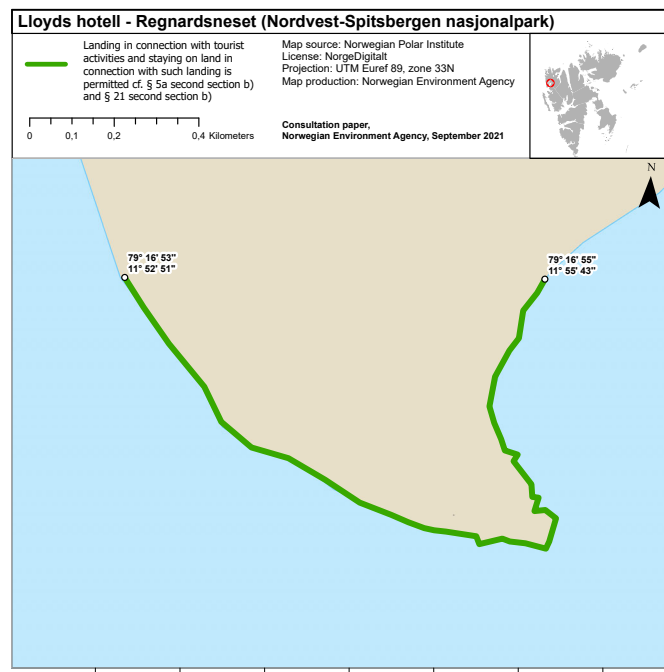 Lloyds hotell - Regnardsneset (Nordvest-Spitsbergen nasjonalpark)
Landing in connection with tourist
activities and staying on land in
connection with such landing is
permitted cf. § 5a second section b)
and § 21 second section b)
0 0,1 0,2 0,4 Kilometers
Map source: Norwegian Polar Institute
License: NorgeDigitalt
Projection: UTM Euref 89, zone 33N
Map production: Norwegian Environment Agency
Consultation paper,
Norwegian Environment Agency, September 2021
N
79° 16' 53"
11° 52' 51"
79° 16' 55"
11° 55' 43"